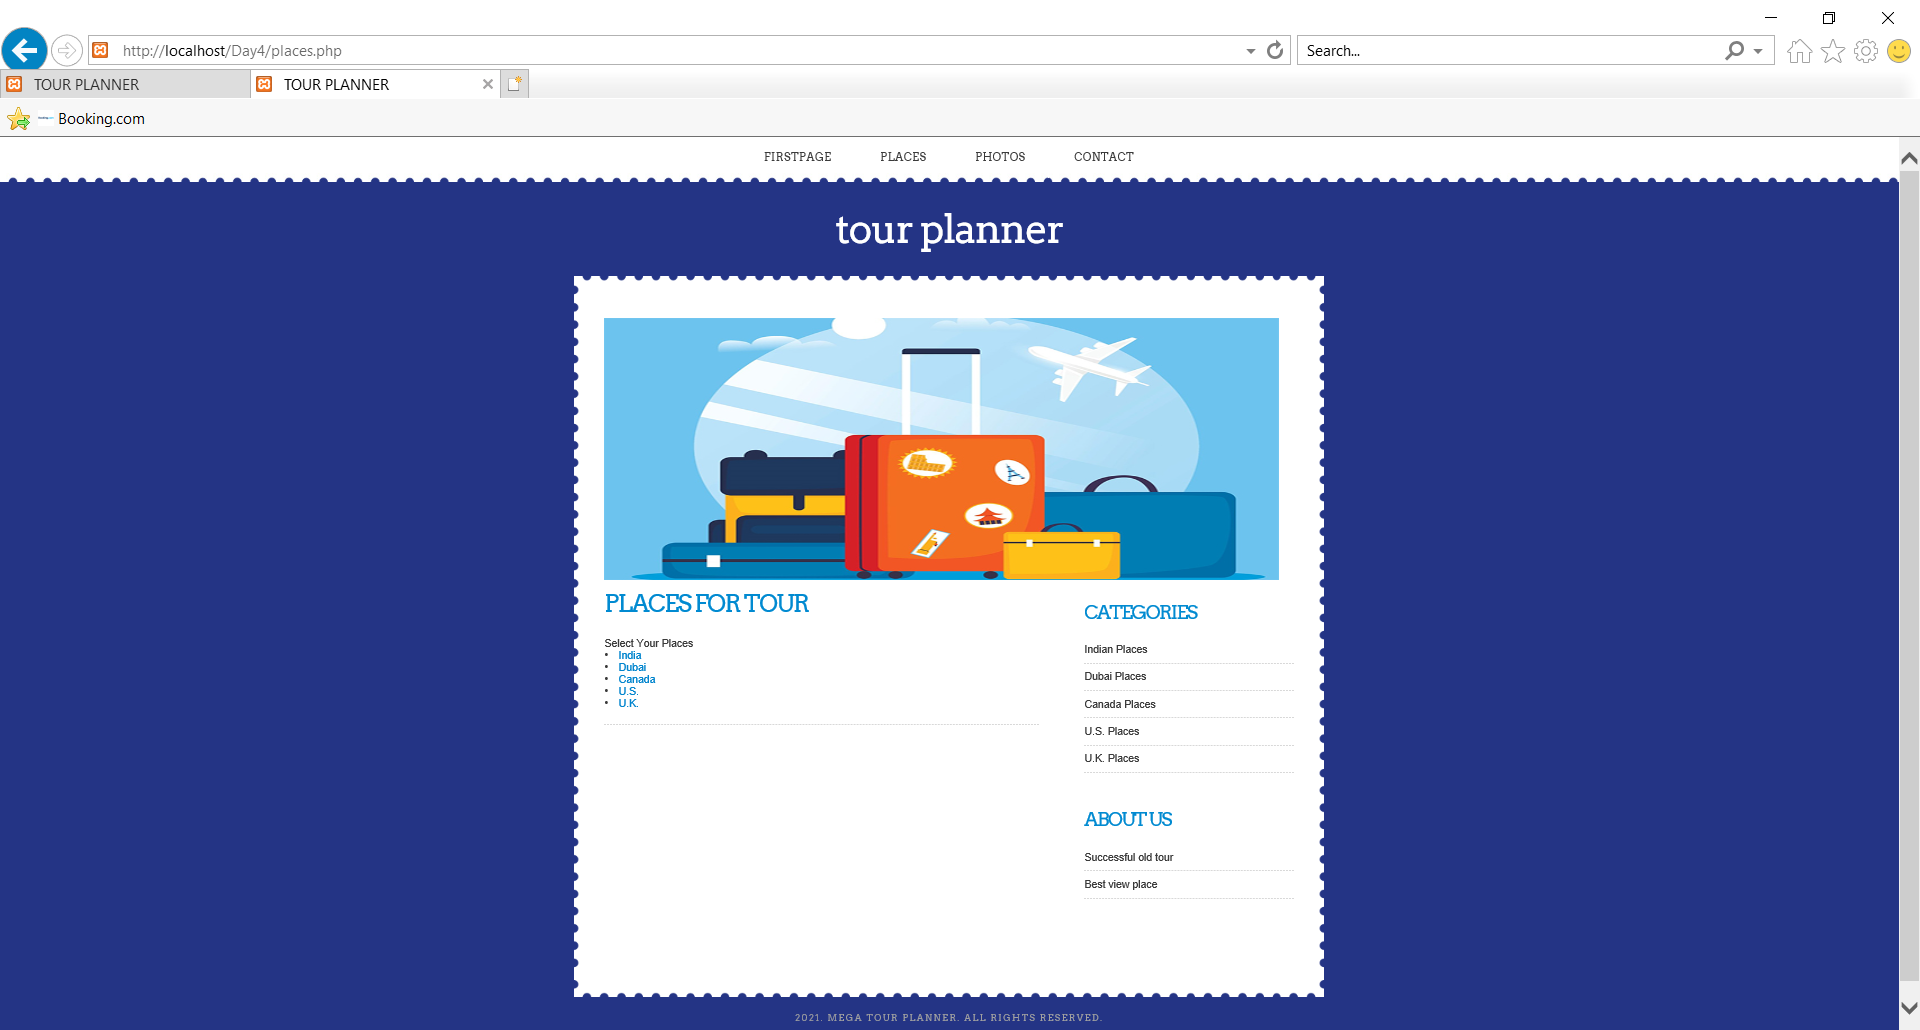 http://localhost/Day4/places.php
Search...
TOUR PLANNER
TOUR PLANNER
Booking.com
FIRSTPAGE PLACES PHOTOS CONTACT
tour planner
PLACES FOR TOUR
Select Your Places
• India
• Dubai
• Canada
• U.S.
• U.K.
CATEGORIES
Indian Places
Dubai Places
Canada Places
U.S. Places
U.K. Places
ABOUT US
Successful old tour
Best view place
2021. MEGA TOUR PLANNER. ALL RIGHTS RESERVED.